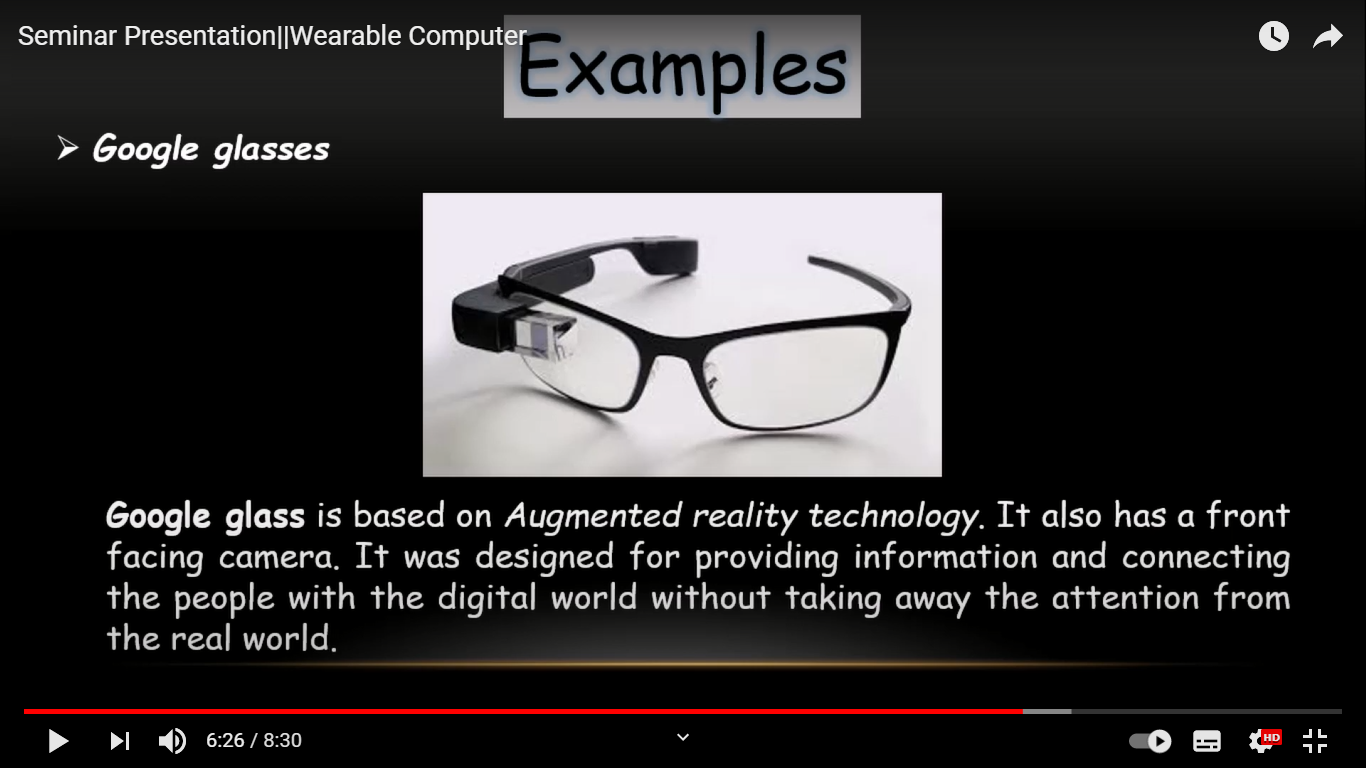 Seminar Presentation||Wearable Computer
Examples
Google glasses
Google glass is based on Augmented reality technology. It also has a front
facing camera. It was designed for providing information and connecting
the people with the digital world without taking away the attention from
the real world.
6:26 / 8:30
HD